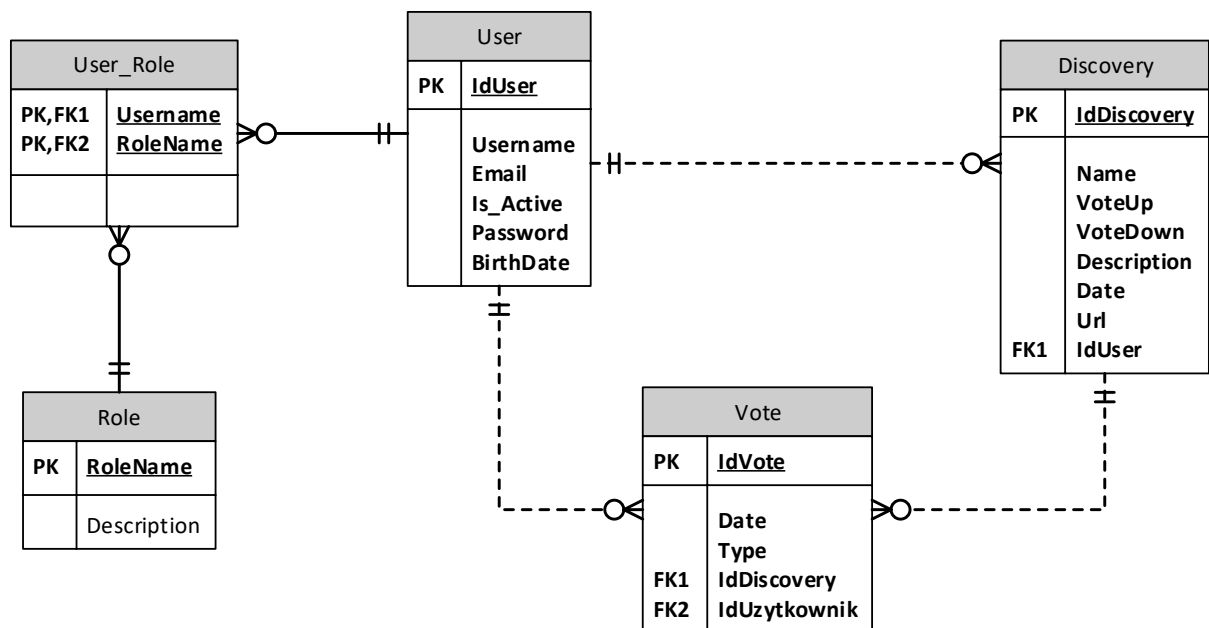 User_Role
PK,FK1 Username
PK,FK2 RoleName
User
PK IdUser
Username
Email
Is_Active
Password
BirthDate
Discovery
PK IdDiscovery
Name
VoteUp
VoteDown
Description
Date
Url
FK1 IdUser
Role
PK RoleName
Description
Vote
PK IdVote
Date
Type
FK1 IdDiscovery
FK2 IdUzytkownik